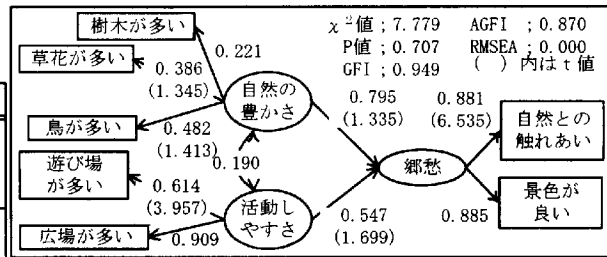 樹木が多い
χ²値 ; 7.779 AGFI ; 0.870
草花が多い
0.221
P値 ; 0.707 RMSEA ; 0.000
0.386
GFI ; 0.949 ( ) 内は t 値
(1.345)
自然の
豊かさ
0.795
(1.335)
0.881
(6.535)
鳥が多い
0.482
(1.413)
自然との
触れあい
遊び場
が多い
0.190
郷愁
0.614
(3.957)
活動し
やすさ
0.547
(1.699)
0.885
景色が
良い
広場が多い
0.909